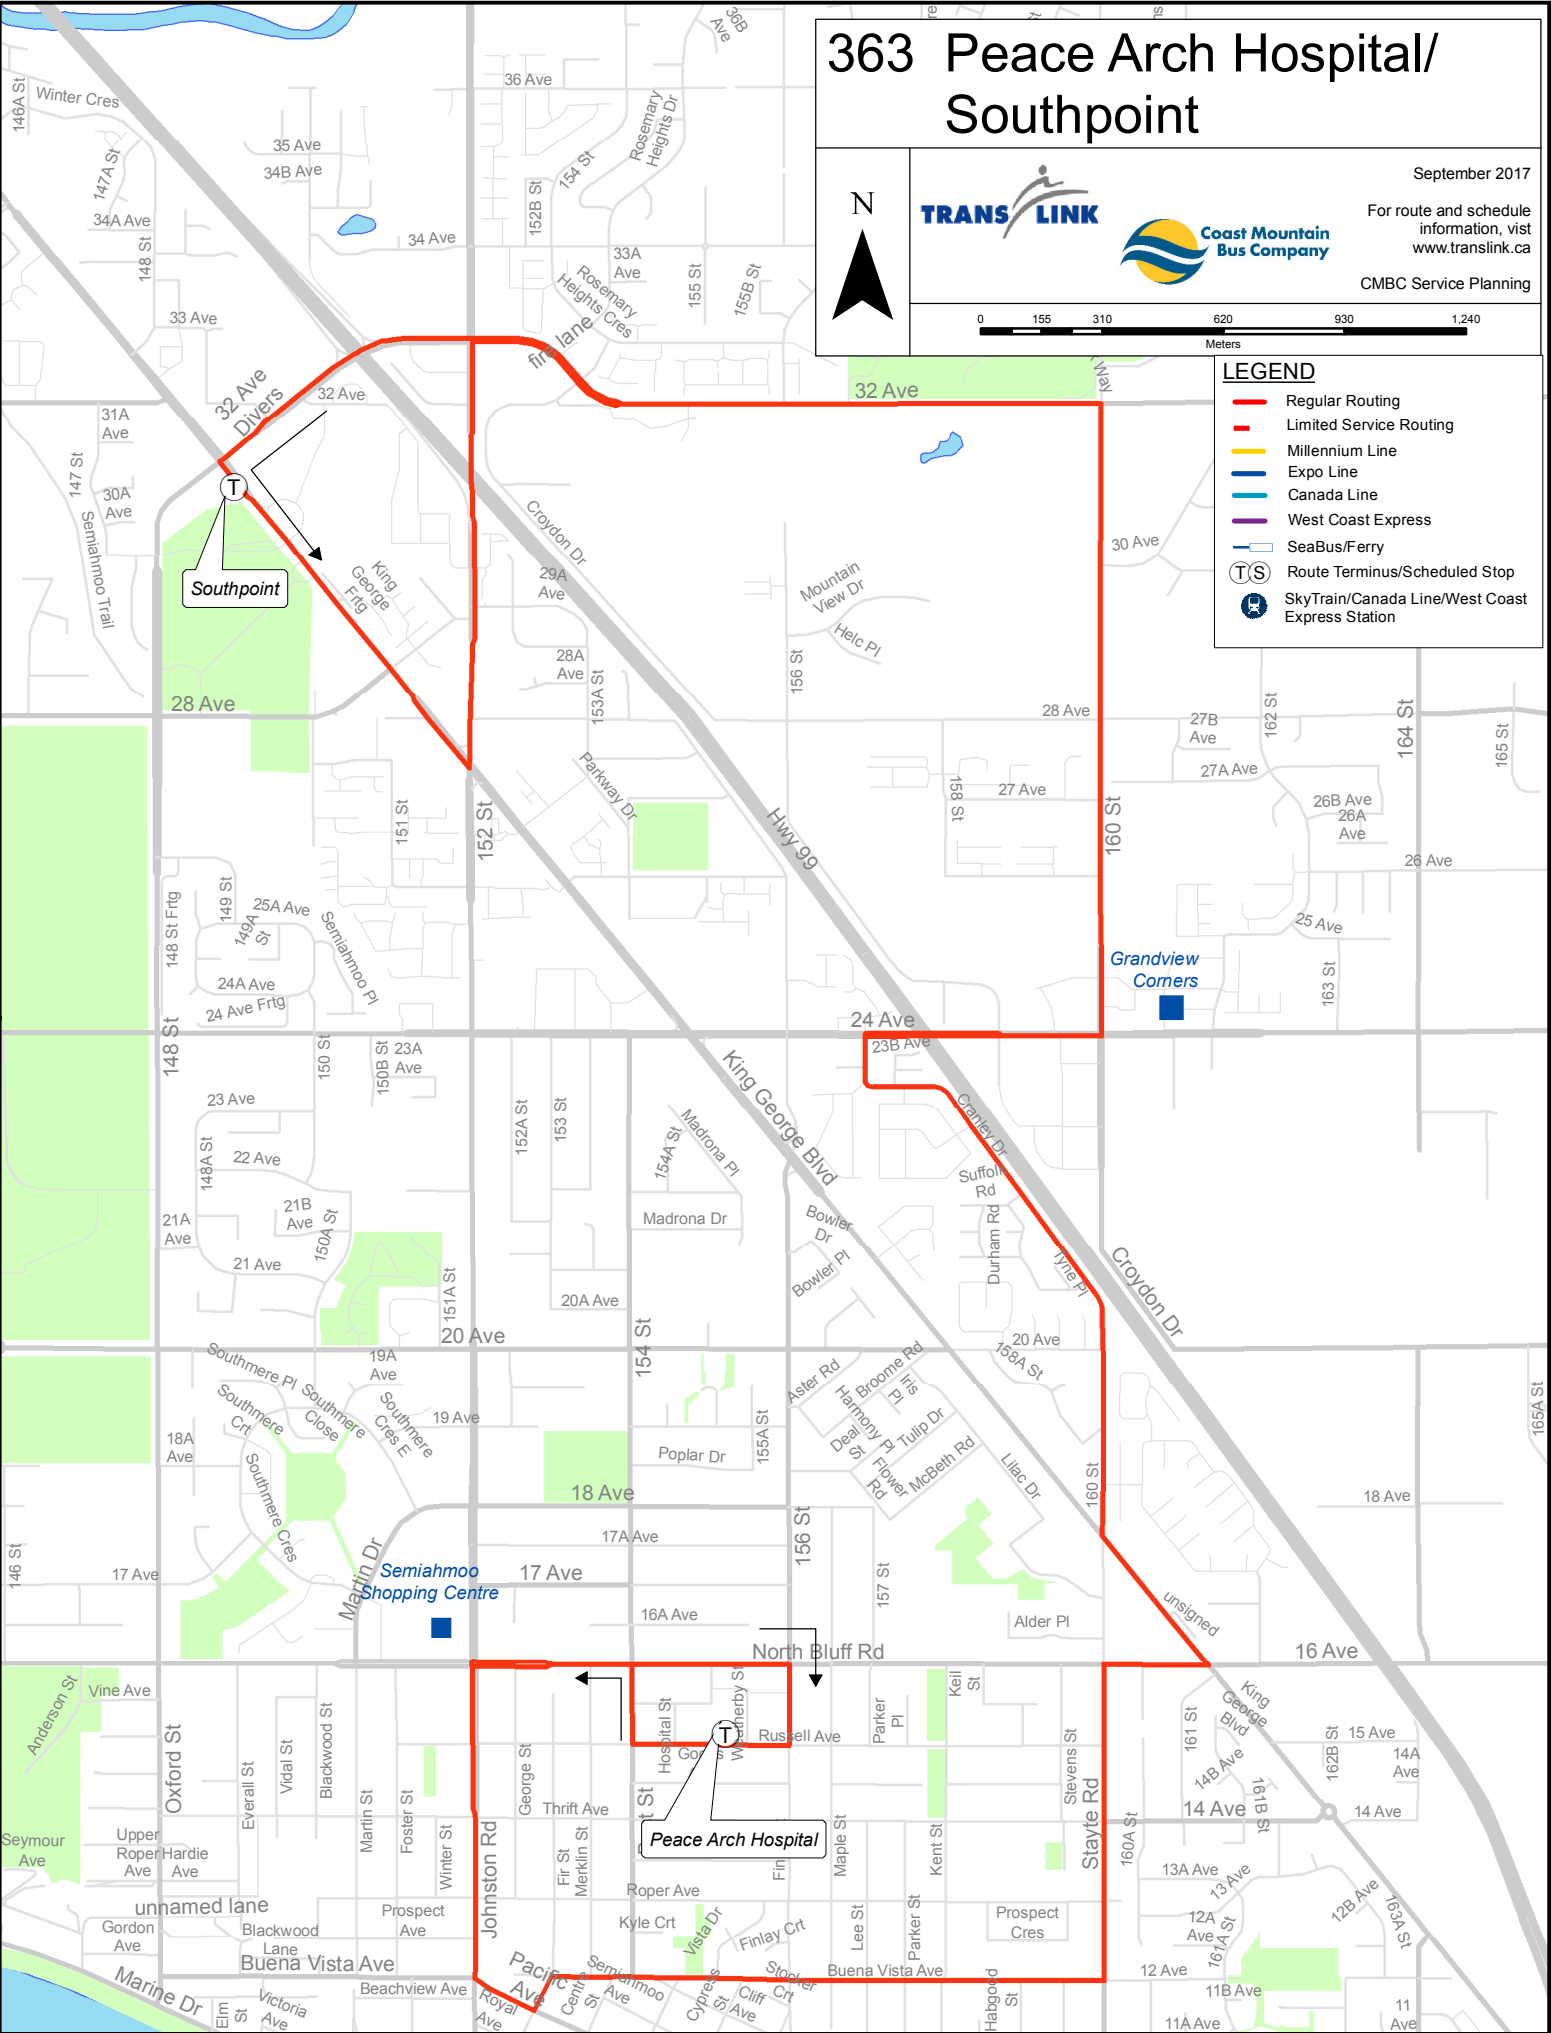 363 Peace Arch Hospital/
Southpoint
N
TRANS LINK
Coast Mountain
Bus Company
September 2017
For route and schedule
information, vist
www.translink.ca
CMBC Service Planning
0 155 310 620 930 1,240
Meters
LEGEND
Regular Routing
Limited Service Routing
Millennium Line
Expo Line
Canada Line
West Coast Express
SeaBus/Ferry
T S Route Terminus/Scheduled Stop
SkyTrain/Canada Line/West Coast
Express Station
36B
Ave
146A St
Winter Cres
36 Ave
Rosemary
Heights Dr
147A St
35 Ave
34B Ave
154 St
152B St
34A Ave
148 St
34 Ave
33A
Ave
155 St
155B St
Rosemary
Heights Cres
33 Ave
fire lane
Way
32 Ave
Divers
32 Ave
32 Ave
31A
Ave
147 St
T
30A
Ave
Semiahmoo Trail
Southpoint
King
George
Frtg
Croydon Dr
29A
Ave
30 Ave
Mountain
View Dr
Helc Pl
28A
Ave
153A St
156 St
28 Ave
28 Ave
162 St
27B
Ave
164 St
165 St
27A Ave
Parkway Dr
158 St
27 Ave
26B Ave
26A
Ave
151 St
152 St
Hwy 99
160 St
26 Ave
148 St Frtg
149 St
25A Ave
149A
St
Semiahmoo Pl
25 Ave
Grandview
Corners
163 St
24A Ave
24 Ave Frtg
24 Ave
23B Ave
148 St
150 St
150B St
23A
Ave
King George Blvd
23 Ave
152A St
153 St
Cranley Dr
148A St
22 Ave
154A St
Madrona Pl
Suffolk
Rd
21A
Ave
21B
Ave
150A St
Madrona Dr
Bowler
Dr
Durham Rd
21 Ave
Bowler Pl
Tyne Pl
Croydon Dr
151A St
20A Ave
20 Ave
154 St
20 Ave
158A St
Southmere Pl
19A
Ave
Southmere
Crt
Southmere
Close
Southmere
Cres E
19 Ave
Aster Rd
Broome Rd
Iris
Pl
Harmony Pl
Deal
St
Tulip Dr
Flower
Rd
McBeth Rd
165A St
18A
Ave
Poplar Dr
155A St
Lilac Dr
Southmere Cres
18 Ave
160 St
18 Ave
17A Ave
156 St
146 St
17 Ave
Martin Dr
Semiahmoo
Shopping Centre
17 Ave
157 St
16A Ave
Alder Pl
unsigned
North Bluff Rd
16 Ave
Anderson St
Vine Ave
Hospital St
Weatherby St
Parker
Pl
Keil
St
King
George
Blvd
T
Russell Ave
161 St
15 Ave
Oxford St
Everall St
Vidal St
Blackwood St
George St
Stevens St
162B St
14A
Ave
14B Ave
161B St
Thrift Ave
14 Ave
14 Ave
Seymour
Ave
Upper
Roper
Ave
Hardie
Ave
Martin St
Foster St
Winter St
Johnston Rd
Fir St
Merklin St
Peace Arch Hospital
Maple St
Kent St
Stayte Rd
160A St
13A Ave
13 Ave
unnamed lane
Roper Ave
12B Ave
Gordon
Ave
Blackwood
Lane
Prospect
Ave
Kyle Crt
Vista Dr
Finlay Crt
Lee St
Parker St
Prospect
Cres
12A
Ave
161A St
163A St
Buena Vista Ave
Pacific
Ave
Semiahmoo
Ave
Stocker
Crt
Buena Vista Ave
12 Ave
Marine Dr
Beachview Ave
Royal
Ave
Centre
St
Cypress
St
Cliff
Ave
Habgood
St
11B Ave
Elm
St
Victoria
Ave
11A Ave
11
Ave